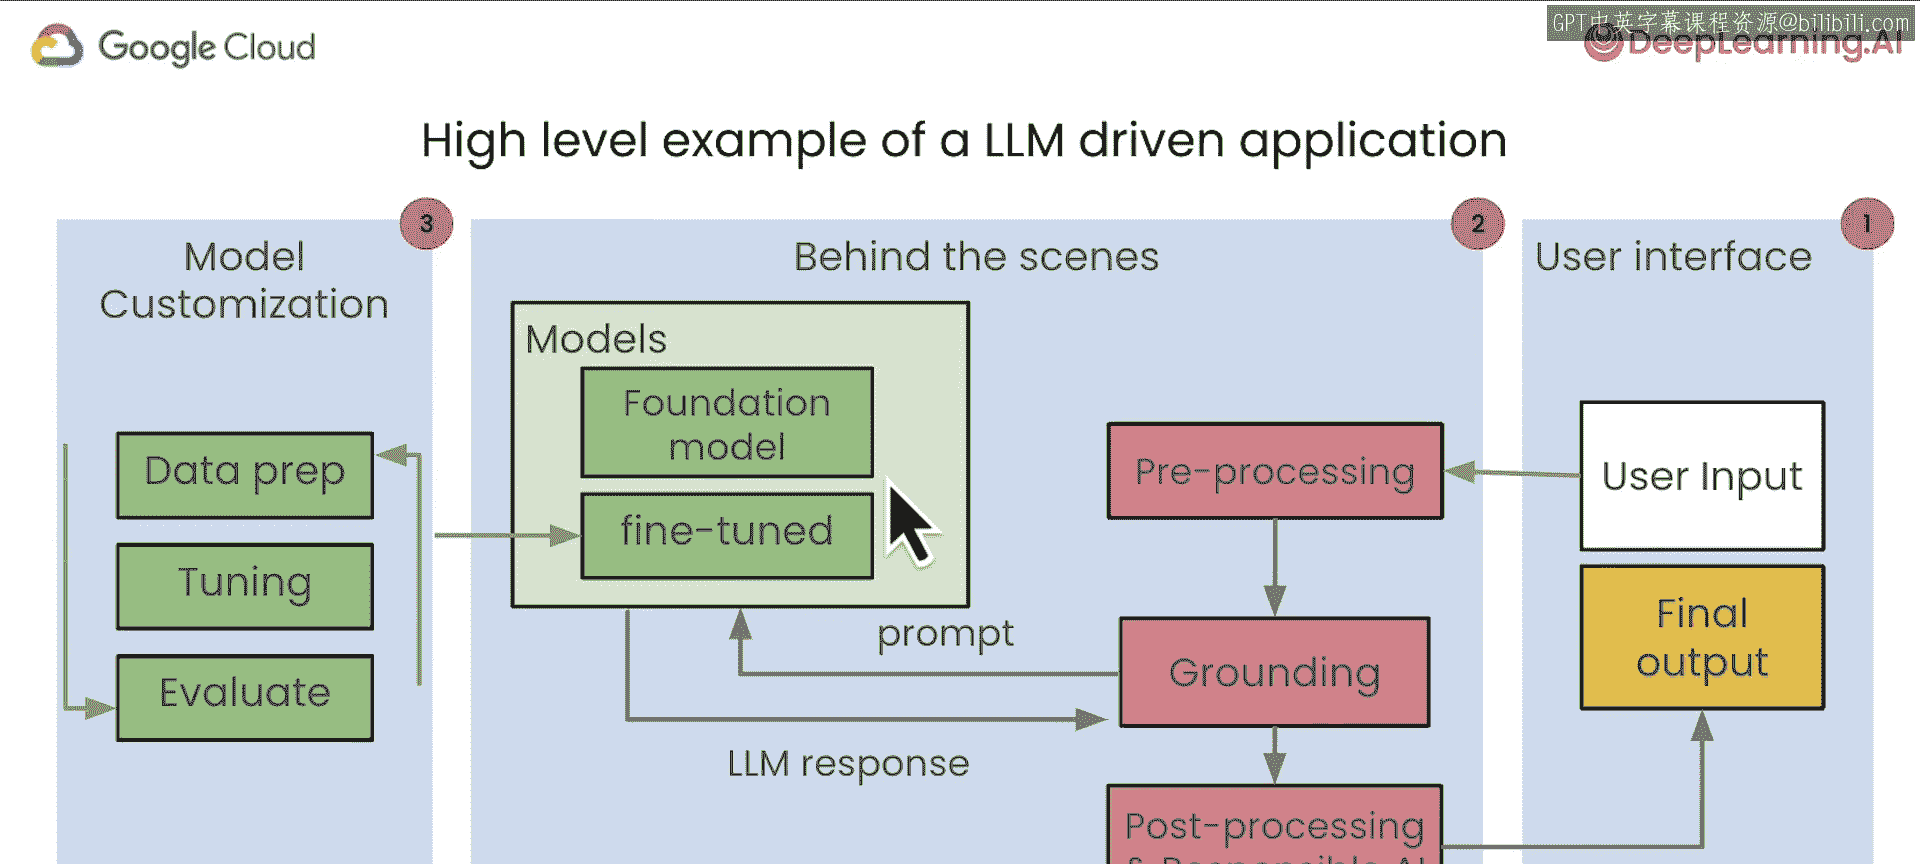 GPT中英字幕课程资源@bilibili.com
Google Cloud
DeepLearning.AI
High level example of a LLM driven application
3
2
1
Model
Customization
Behind the scenes
User interface
Models
Foundation
model
fine-tuned
Data prep
Tuning
Evaluate
Pre-processing
User Input
prompt
Grounding
Final
output
LLM response
Post-processing
& Responsible AI